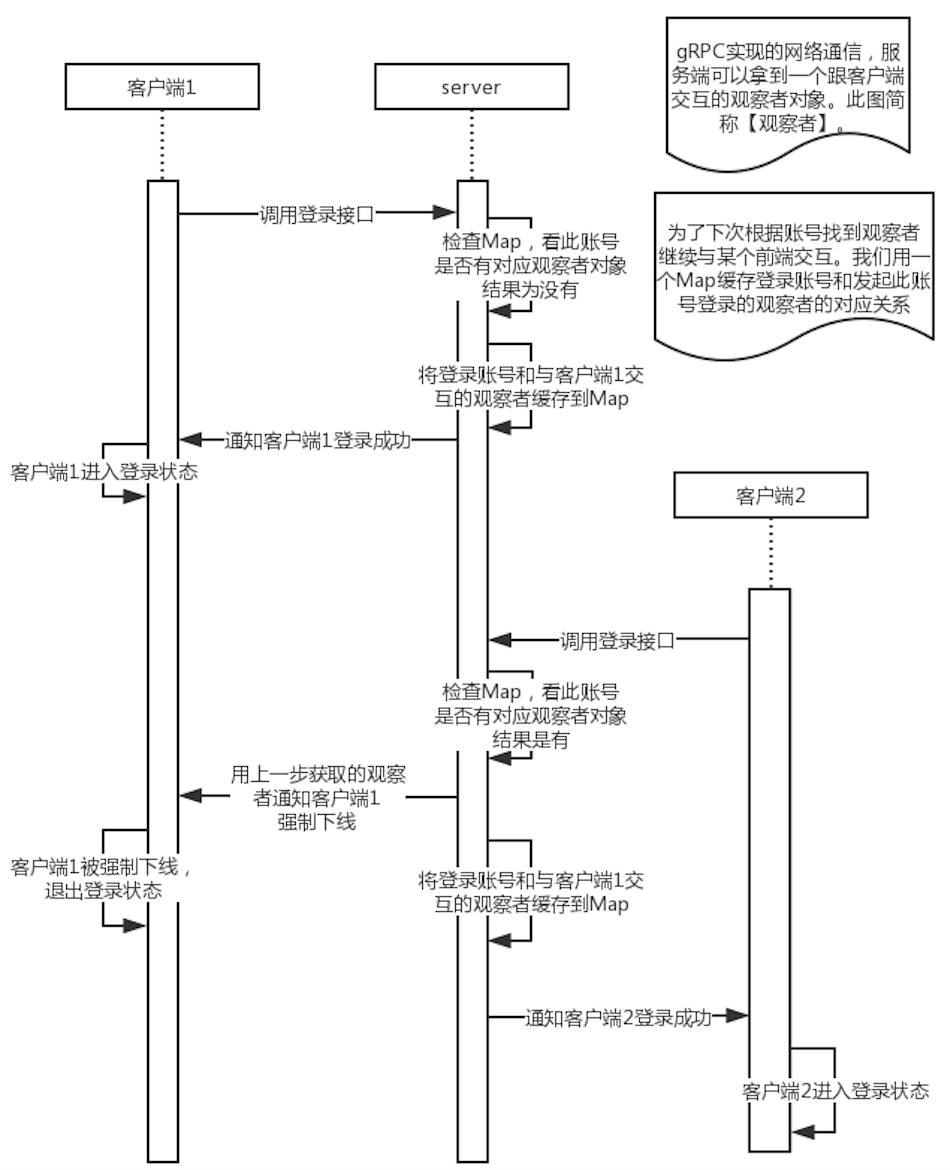 gRPC实现的网络通信，服
务端可以拿到一个跟客户端
交互的观察者对象。此图简
称【观察者】。
客户端1
server
为了下次根据账号找到观察者
继续与某个前端交互。我们用一
个Map缓存登录账号和发起此账
号登录的观察者的对应关系
调用登录接口
检查Map，看此账号
是否有对应观察者对象
结果为没有
将登录账号和与客户端1交
互的观察者缓存到Map
通知客户端1登录成功
客户端1进入登录状态
客户端2
调用登录接口
检查Map，看此账号
是否有对应观察者对象
结果是有
用上一步获取的观察
者通知客户端1
强制下线
客户端1被强制下线，
退出登录状态
将登录账号和与客户端1交
互的观察者缓存到Map
通知客户端2登录成功
客户端2进入登录状态